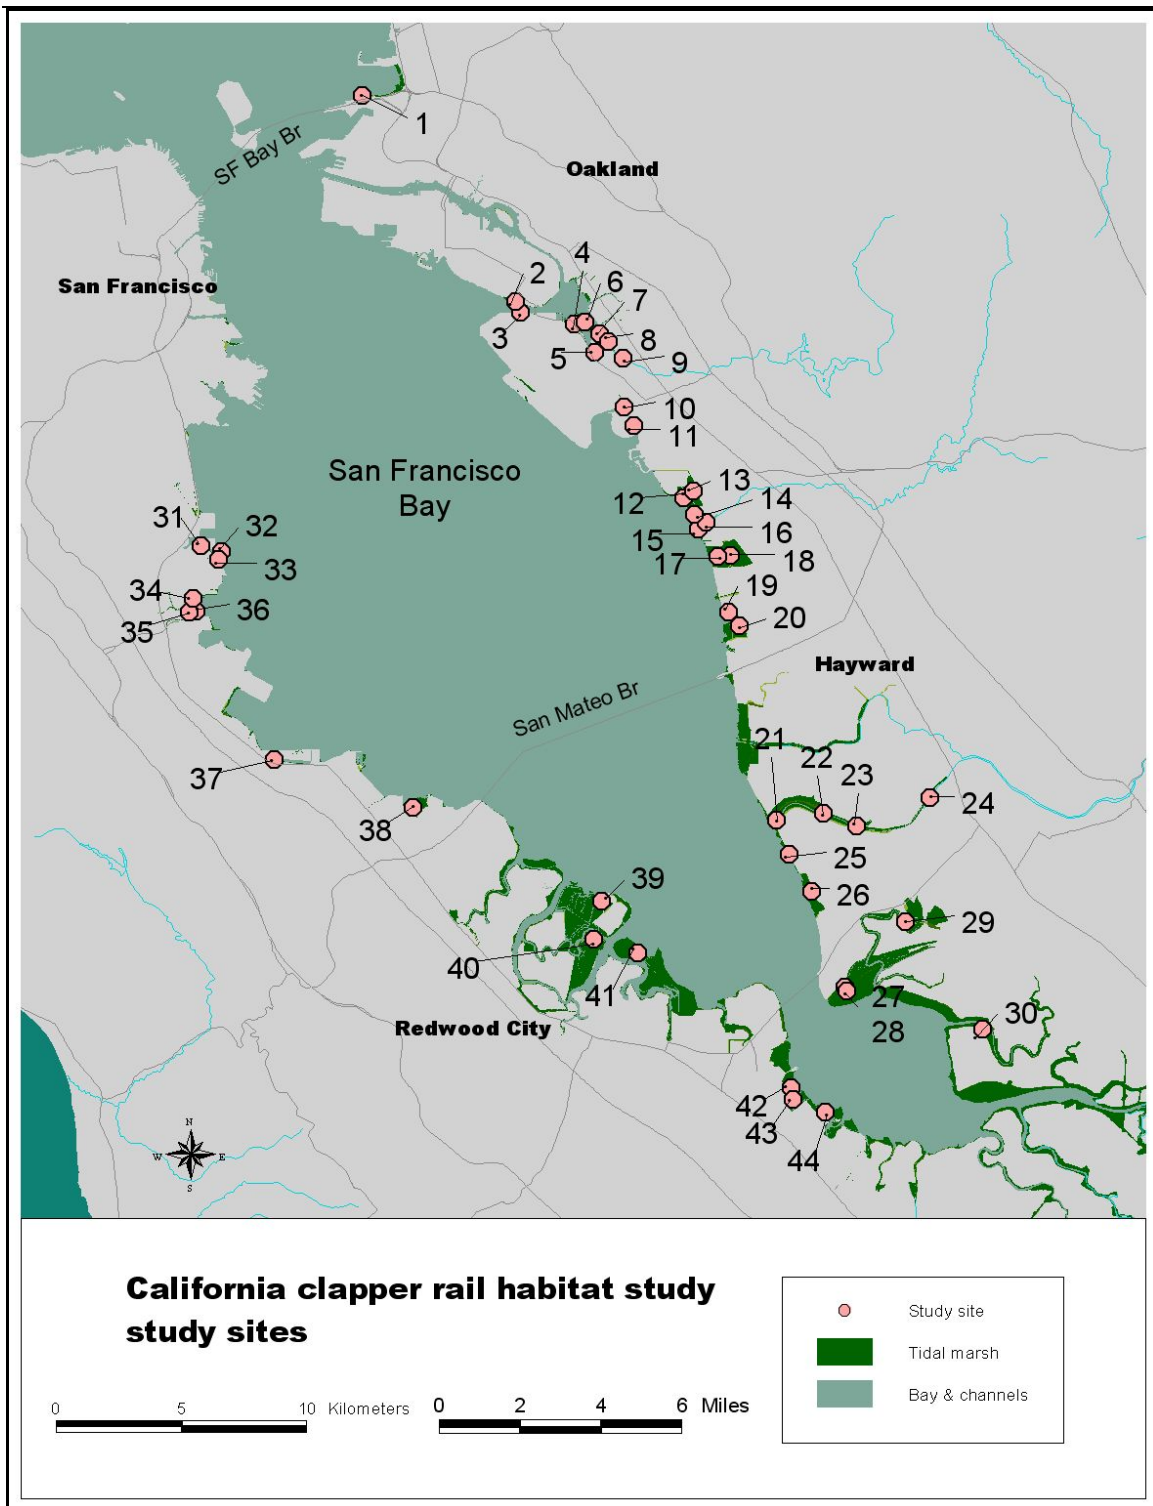 1
SF Bay Br
Oakland
2
4
6
San Francisco
7
3
8
5
9
10
11
San Francisco
Bay
13
12
14
31
32
15
16
33
17
18
34
36
19
35
20
Hayward
San Mateo Br
21
22
23
37
24
38
25
26
39
29
40
41
27
Redwood City
28
30
42
43
44
N
W E
S
California clapper rail habitat study
study sites
Study site
Tidal marsh
Bay & channels
0 5 10 Kilometers
0 2 4 6 Miles